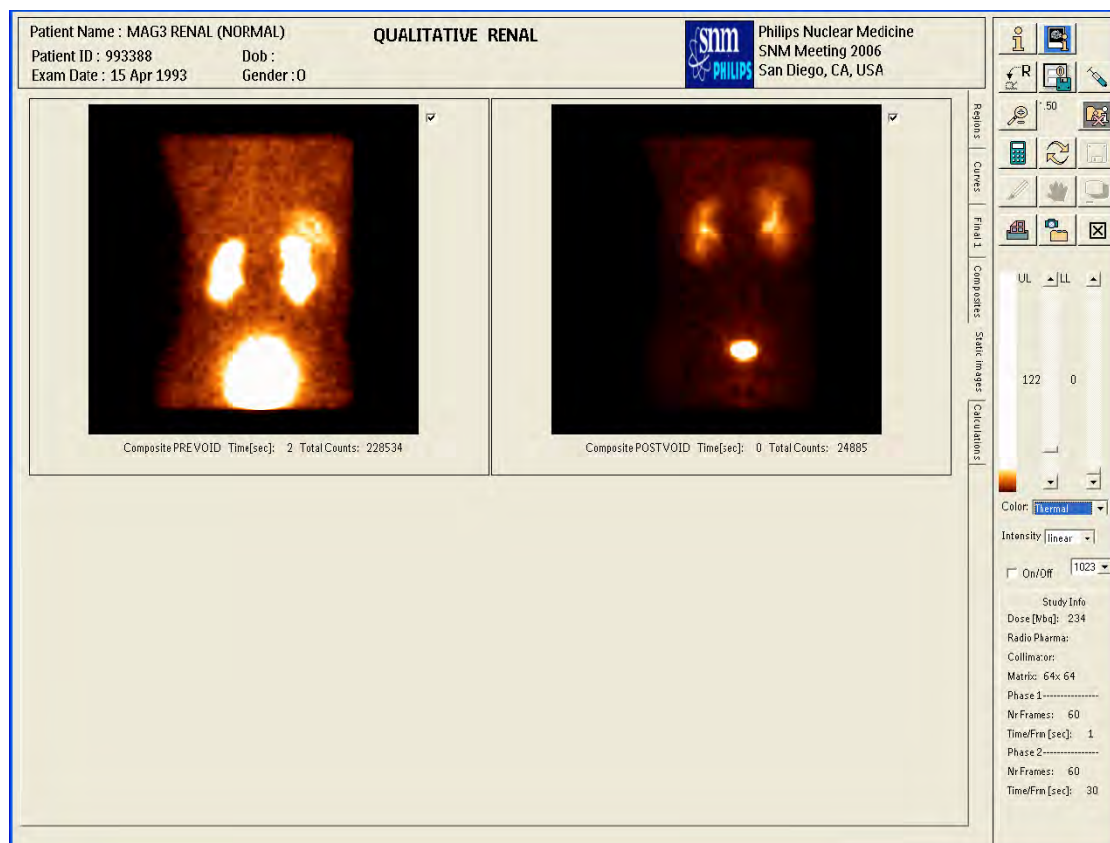 Patient Name : MAG3 RENAL (NORMAL)
Patient ID : 993388 Dob :
Exam Date : 15 Apr 1993 Gender : O
QUALITATIVE RENAL
snm
PHILIPS
Philips Nuclear Medicine
SNM Meeting 2006
San Diego, CA, USA
Composite PREVOID Time[sec]: 2 Total Counts: 228534
Composite POSTVOID Time[sec]: 0 Total Counts: 24885
Regions
Curves
Final 1
Composites
Static images
Calculations
R
.50
UL LL
122 0
Color: Thermal
Intensity linear
On/Off 1023
Study Info
Dose [Mbq]: 234
Radio Pharma:
Collimator:
Matrix: 64x 64
Phase 1----------------
Nr Frames: 60
Time/Frm [sec]: 1
Phase 2----------------
Nr Frames: 60
Time/Frm [sec]: 30